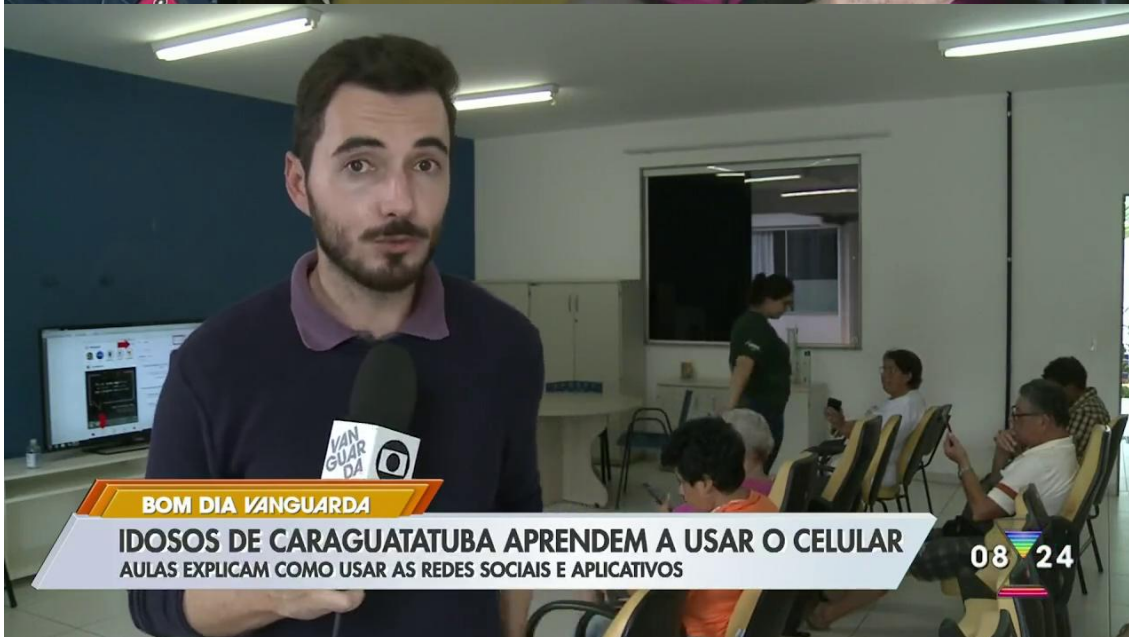 VAN
GUAR
DA
BOM DIA VANGUARDA
IDOSOS DE CARAGUATATUBA APRENDEM A USAR O CELULAR
AULAS EXPLICAM COMO USAR AS REDES SOCIAIS E APLICATIVOS
08 24